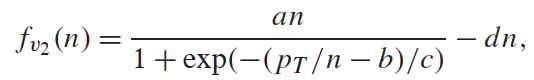 f_{v_2}(n) = \frac{an}{1 + \exp(-(p_T/n - b)/c)} - dn,